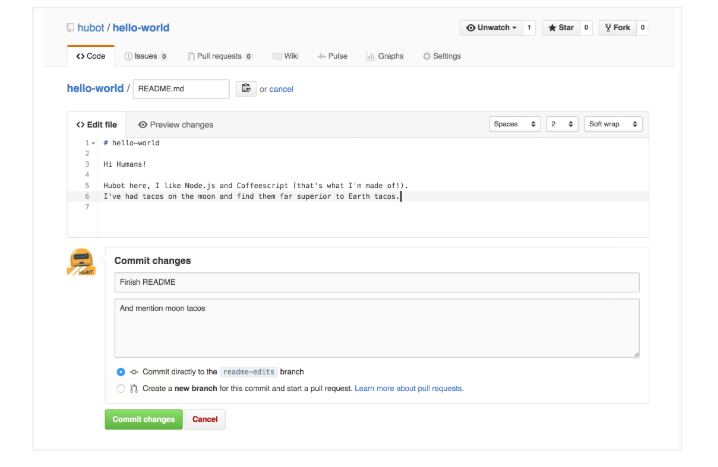 hubot / hello-world
Unwatch 1 Star 0 Fork 0
<> Code Issues 0 Pull requests 0 Wiki Pulse Graphs Settings
hello-world / README.md or cancel
<> Edit file Preview changes Spaces 2 Soft wrap
1 # hello-world
2
3 Hi Humans!
4
5 Hubot here, I like Node.js and Coffeescript (that's what I'm made of!).
6 I've had tacos on the moon and find them far superior to Earth tacos.
7
Commit changes
Finish README
And mention moon tacos
Commit directly to the readme-edits branch
Create a new branch for this commit and start a pull request. Learn more about pull requests.
Commit changes Cancel